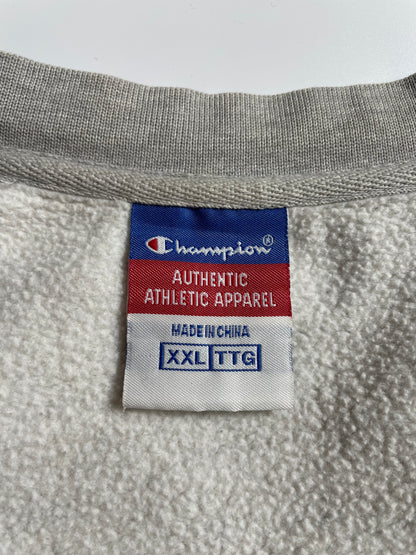 Champion®
AUTHENTIC
ATHLETIC APPAREL
MADE IN CHINA
XXL TTG